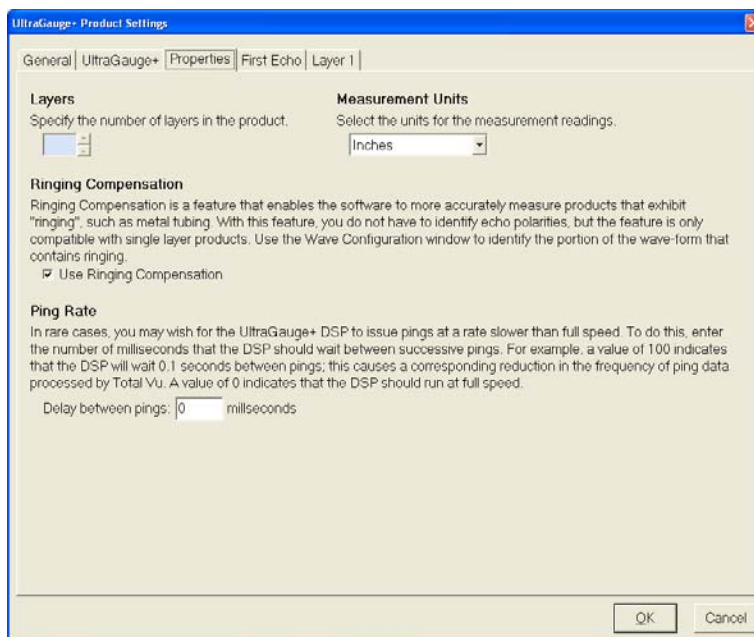 UltraGauge+ Product Settings
General UltraGauge+ Properties First Echo Layer 1
Layers
Specify the number of layers in the product.
Measurement Units
Select the units for the measurement readings.
Inches
Ringing Compensation
Ringing Compensation is a feature that enables the software to more accurately measure products that exhibit
"ringing", such as metal tubing. With this feature, you do not have to identify echo polarities, but the feature is only
compatible with single layer products. Use the Wave Configuration window to identify the portion of the wave-form that
contains ringing.
Use Ringing Compensation
Ping Rate
In rare cases, you may wish for the UltraGauge+ DSP to issue pings at a rate slower than full speed. To do this, enter
the number of milliseconds that the DSP should wait between successive pings. For example, a value of 100 indicates
that the DSP will wait 0.1 seconds between pings; this causes a corresponding reduction in the frequency of ping data
processed by Total Vu. A value of 0 indicates that the DSP should run at full speed.
Delay between pings: 0 millseconds
OK Cancel